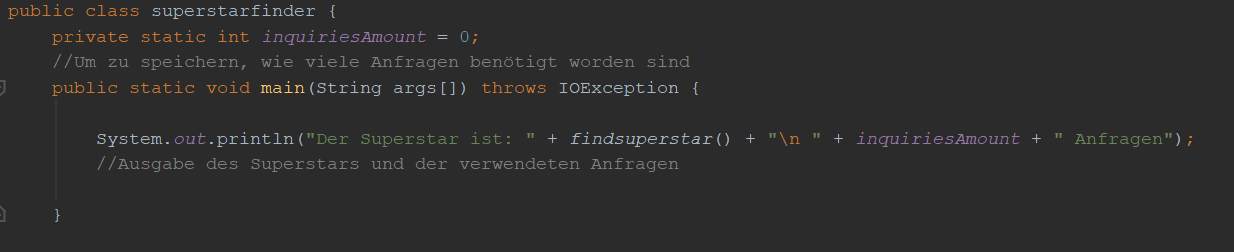 public class superstarfinder {
private static int inquiriesAmount = 0;
//Um zu speichern, wie viele Anfragen benötigt worden sind
public static void main(String args[]) throws IOException {
System.out.println("Der Superstar ist: " + findsuperstar() + "\n " + inquiriesAmount + " Anfragen");
//Ausgabe des Superstars und der verwendeten Anfragen
}